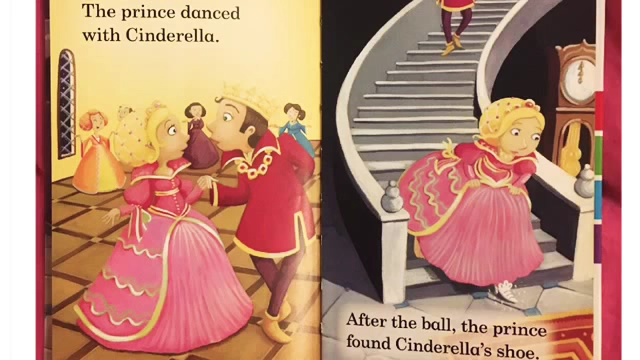 The prince danced
with Cinderella.
After the ball, the prince
found Cinderella's shoe.